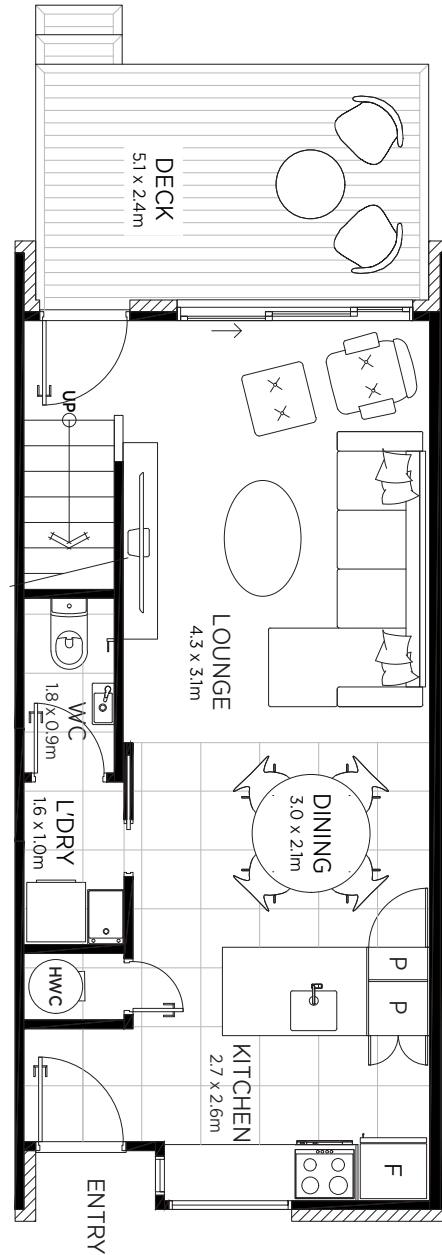 DECK
5.1 x 2.4m
UP
LOUNGE
4.3 x 3.1m
WC
1.8 x 0.9m
DINING
3.0 x 2.1m
L'DRY
1.6 x 1.0m
P
P
HWC
KITCHEN
2.7 x 2.6m
F
ENTRY